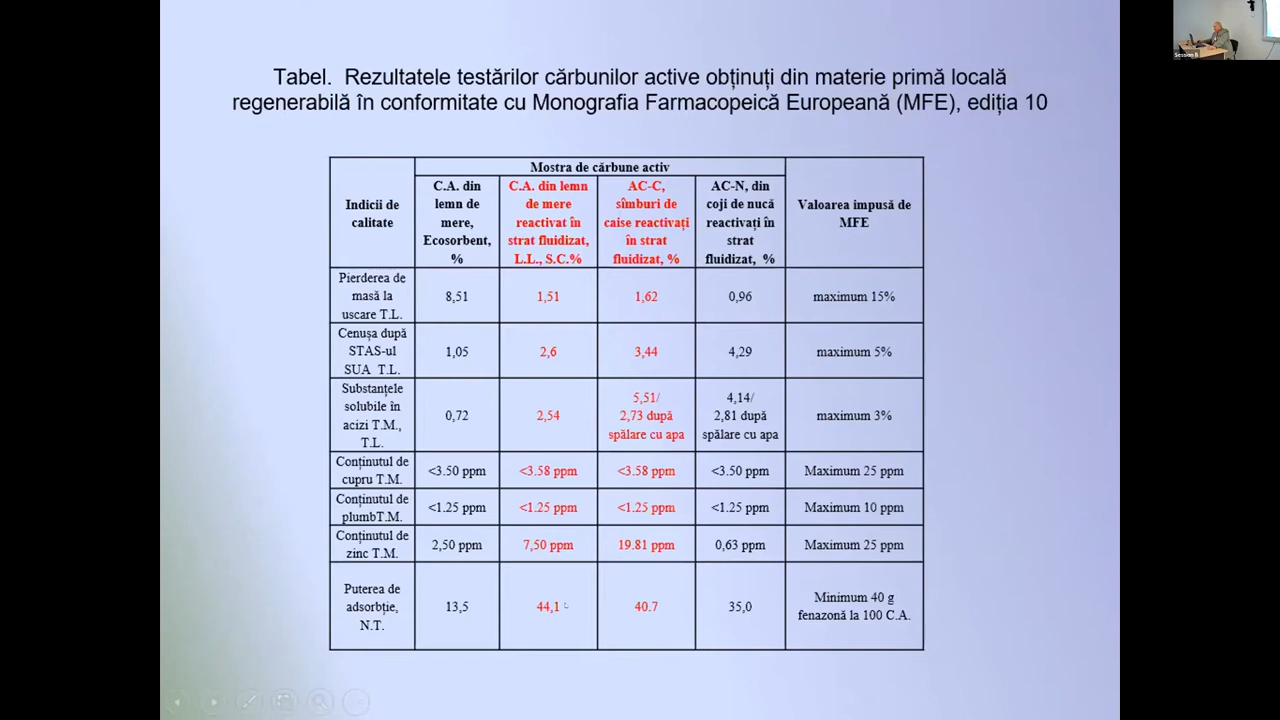 Tabel. Rezultatele testărilor cărbunilor active obținuți din materie primă locală
regenerabilă în conformitate cu Monografia Farmacopeică Europeană (MFE), ediția 10
Indicii de
calitate
Mostra de cărbune activ
C.A. din
lemn de
mere,
Ecosorbent,
%
C.A. din lemn
de mere
reactivat în
strat fluidizat,
L.L., S.C.%
AC-C,
sîmburi de
caise reactivați
în strat
fluidizat, %
AC-N, din
coji de nucă
reactivați în
strat
fluidizat, %
Valoarea impusă de
MFE
Pierderea de
masă la
uscare T.L.
8,51
1,51
1,62
0,96
maximum 15%
Cenușa după
STAS-ul
SUA T.L.
1,05
2,6
3,44
4,29
maximum 5%
Substanțele
solubile în
acizi T.M.,
T.L.
0,72
2,54
5,51/
2,73 după
spălare cu apa
4,14/
2,81 după
spălare cu apa
maximum 3%
Conținutul de
cupru T.M.
<3.50 ppm
<3.58 ppm
<3.58 ppm
<3.50 ppm
Maximum 25 ppm
Conținutul de
plumbT.M.
<1.25 ppm
<1.25 ppm
<1.25 ppm
<1.25 ppm
Maximum 10 ppm
Conținutul de
zinc T.M.
2,50 ppm
7,50 ppm
19.81 ppm
0,63 ppm
Maximum 25 ppm
Puterea de
adsorbție,
N.T.
13,5
44,1
40.7
35,0
Minimum 40 g
fenazonă la 100 C.A.
Session B